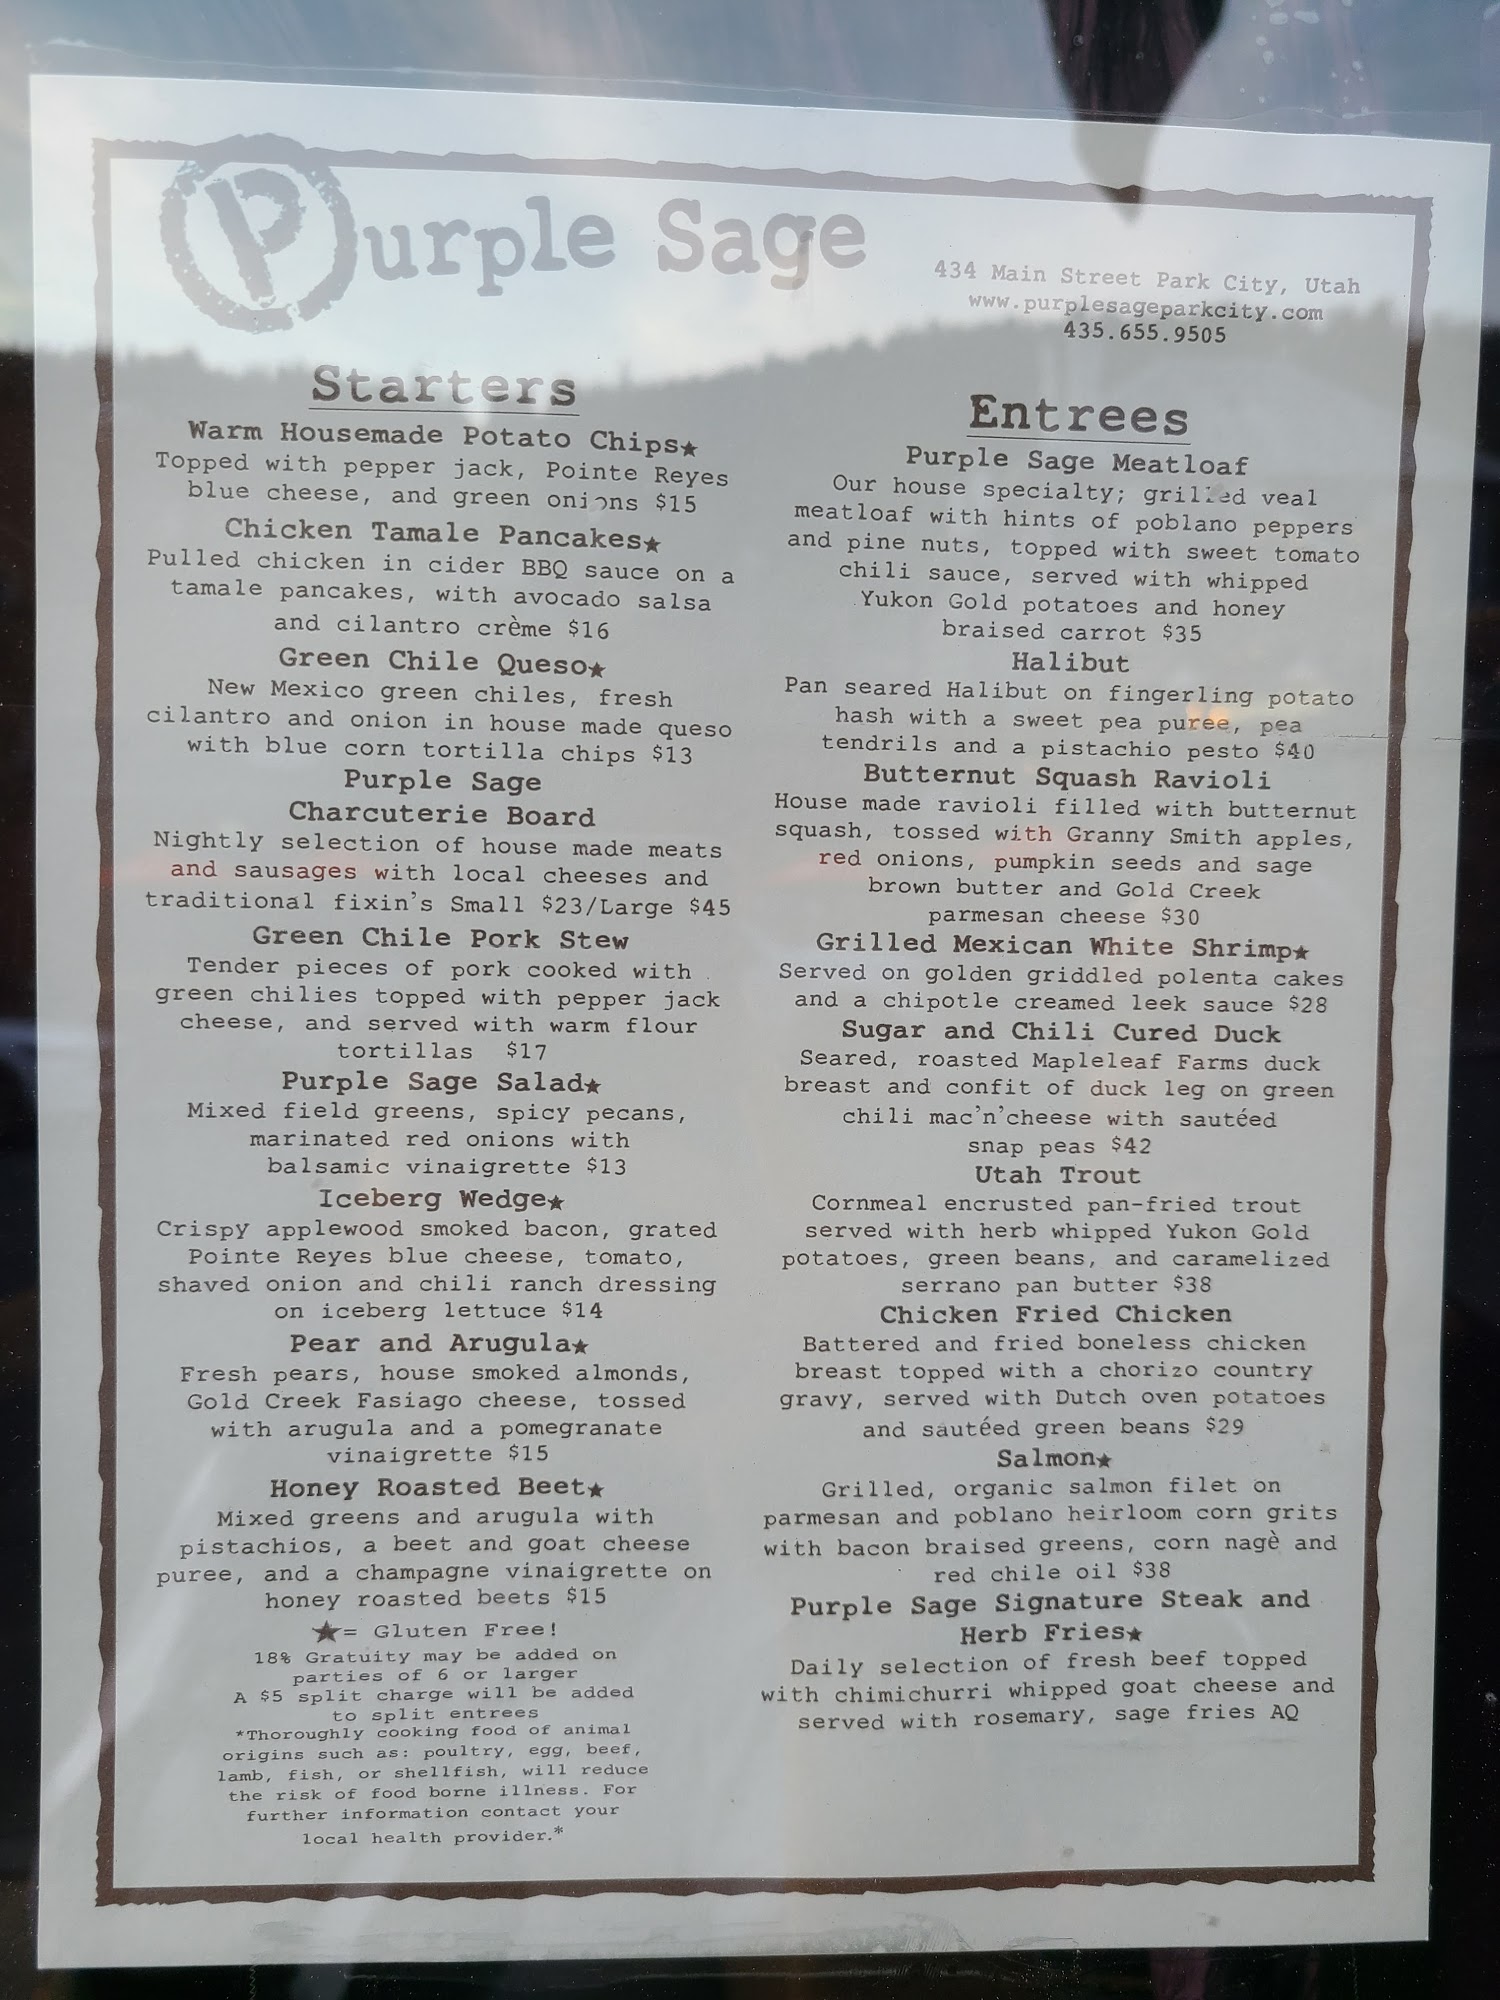 Purple Sage
434 Main Street Park City, Utah
www.purplesageparkcity.com
435.655.9505
Starters
Warm Housemade Potato Chips★
Topped with pepper jack, Pointe Reyes
blue cheese, and green onions $15
Chicken Tamale Pancakes★
Pulled chicken in cider BBQ sauce on a
tamale pancakes, with avocado salsa
and cilantro crème $16
Green Chile Queso★
New Mexico green chiles, fresh
cilantro and onion in house made queso
with blue corn tortilla chips $13
Purple Sage
Charcuterie Board
Nightly selection of house made meats
and sausages with local cheeses and
traditional fixin's Small $23/Large $45
Green Chile Pork Stew
Tender pieces of pork cooked with
green chilies topped with pepper jack
cheese, and served with warm flour
tortillas $17
Purple Sage Salad★
Mixed field greens, spicy pecans,
marinated red onions with
balsamic vinaigrette $13
Iceberg Wedge★
Crispy applewood smoked bacon, grated
Pointe Reyes blue cheese, tomato,
shaved onion and chili ranch dressing
on iceberg lettuce $14
Pear and Arugula★
Fresh pears, house smoked almonds,
Gold Creek Fasiago cheese, tossed
with arugula and a pomegranate
vinaigrette $15
Honey Roasted Beet★
Mixed greens and arugula with
pistachios, a beet and goat cheese
puree, and a champagne vinaigrette on
honey roasted beets $15
★= Gluten Free!
18% Gratuity may be added on
parties of 6 or larger
A $5 split charge will be added
to split entrees
*Thoroughly cooking food of animal
origins such as: poultry, egg, beef,
lamb, fish, or shellfish, will reduce
the risk of food borne illness. For
further information contact your
local health provider.*
Entrees
Purple Sage Meatloaf
Our house specialty; grilled veal
meatloaf with hints of poblano peppers
and pine nuts, topped with sweet tomato
chili sauce, served with whipped
Yukon Gold potatoes and honey
braised carrot $35
Halibut
Pan seared Halibut on fingerling potato
hash with a sweet pea puree, pea
tendrils and a pistachio pesto $40
Butternut Squash Ravioli
House made ravioli filled with butternut
squash, tossed with Granny Smith apples,
red onions, pumpkin seeds and sage
brown butter and Gold Creek
parmesan cheese $30
Grilled Mexican White Shrimp★
Served on golden griddled polenta cakes
and a chipotle creamed leek sauce $28
Sugar and Chili Cured Duck
Seared, roasted Mapleleaf Farms duck
breast and confit of duck leg on green
chili mac'n'cheese with sautéed
snap peas $42
Utah Trout
Cornmeal encrusted pan-fried trout
served with herb whipped Yukon Gold
potatoes, green beans, and caramelized
serrano pan butter $38
Chicken Fried Chicken
Battered and fried boneless chicken
breast topped with a chorizo country
gravy, served with Dutch oven potatoes
and sautéed green beans $29
Salmon★
Grilled, organic salmon filet on
parmesan and poblano heirloom corn grits
with bacon braised greens, corn nagè and
red chile oil $38
Purple Sage Signature Steak and
Herb Fries★
Daily selection of fresh beef topped
with chimichurri whipped goat cheese and
served with rosemary, sage fries AQ